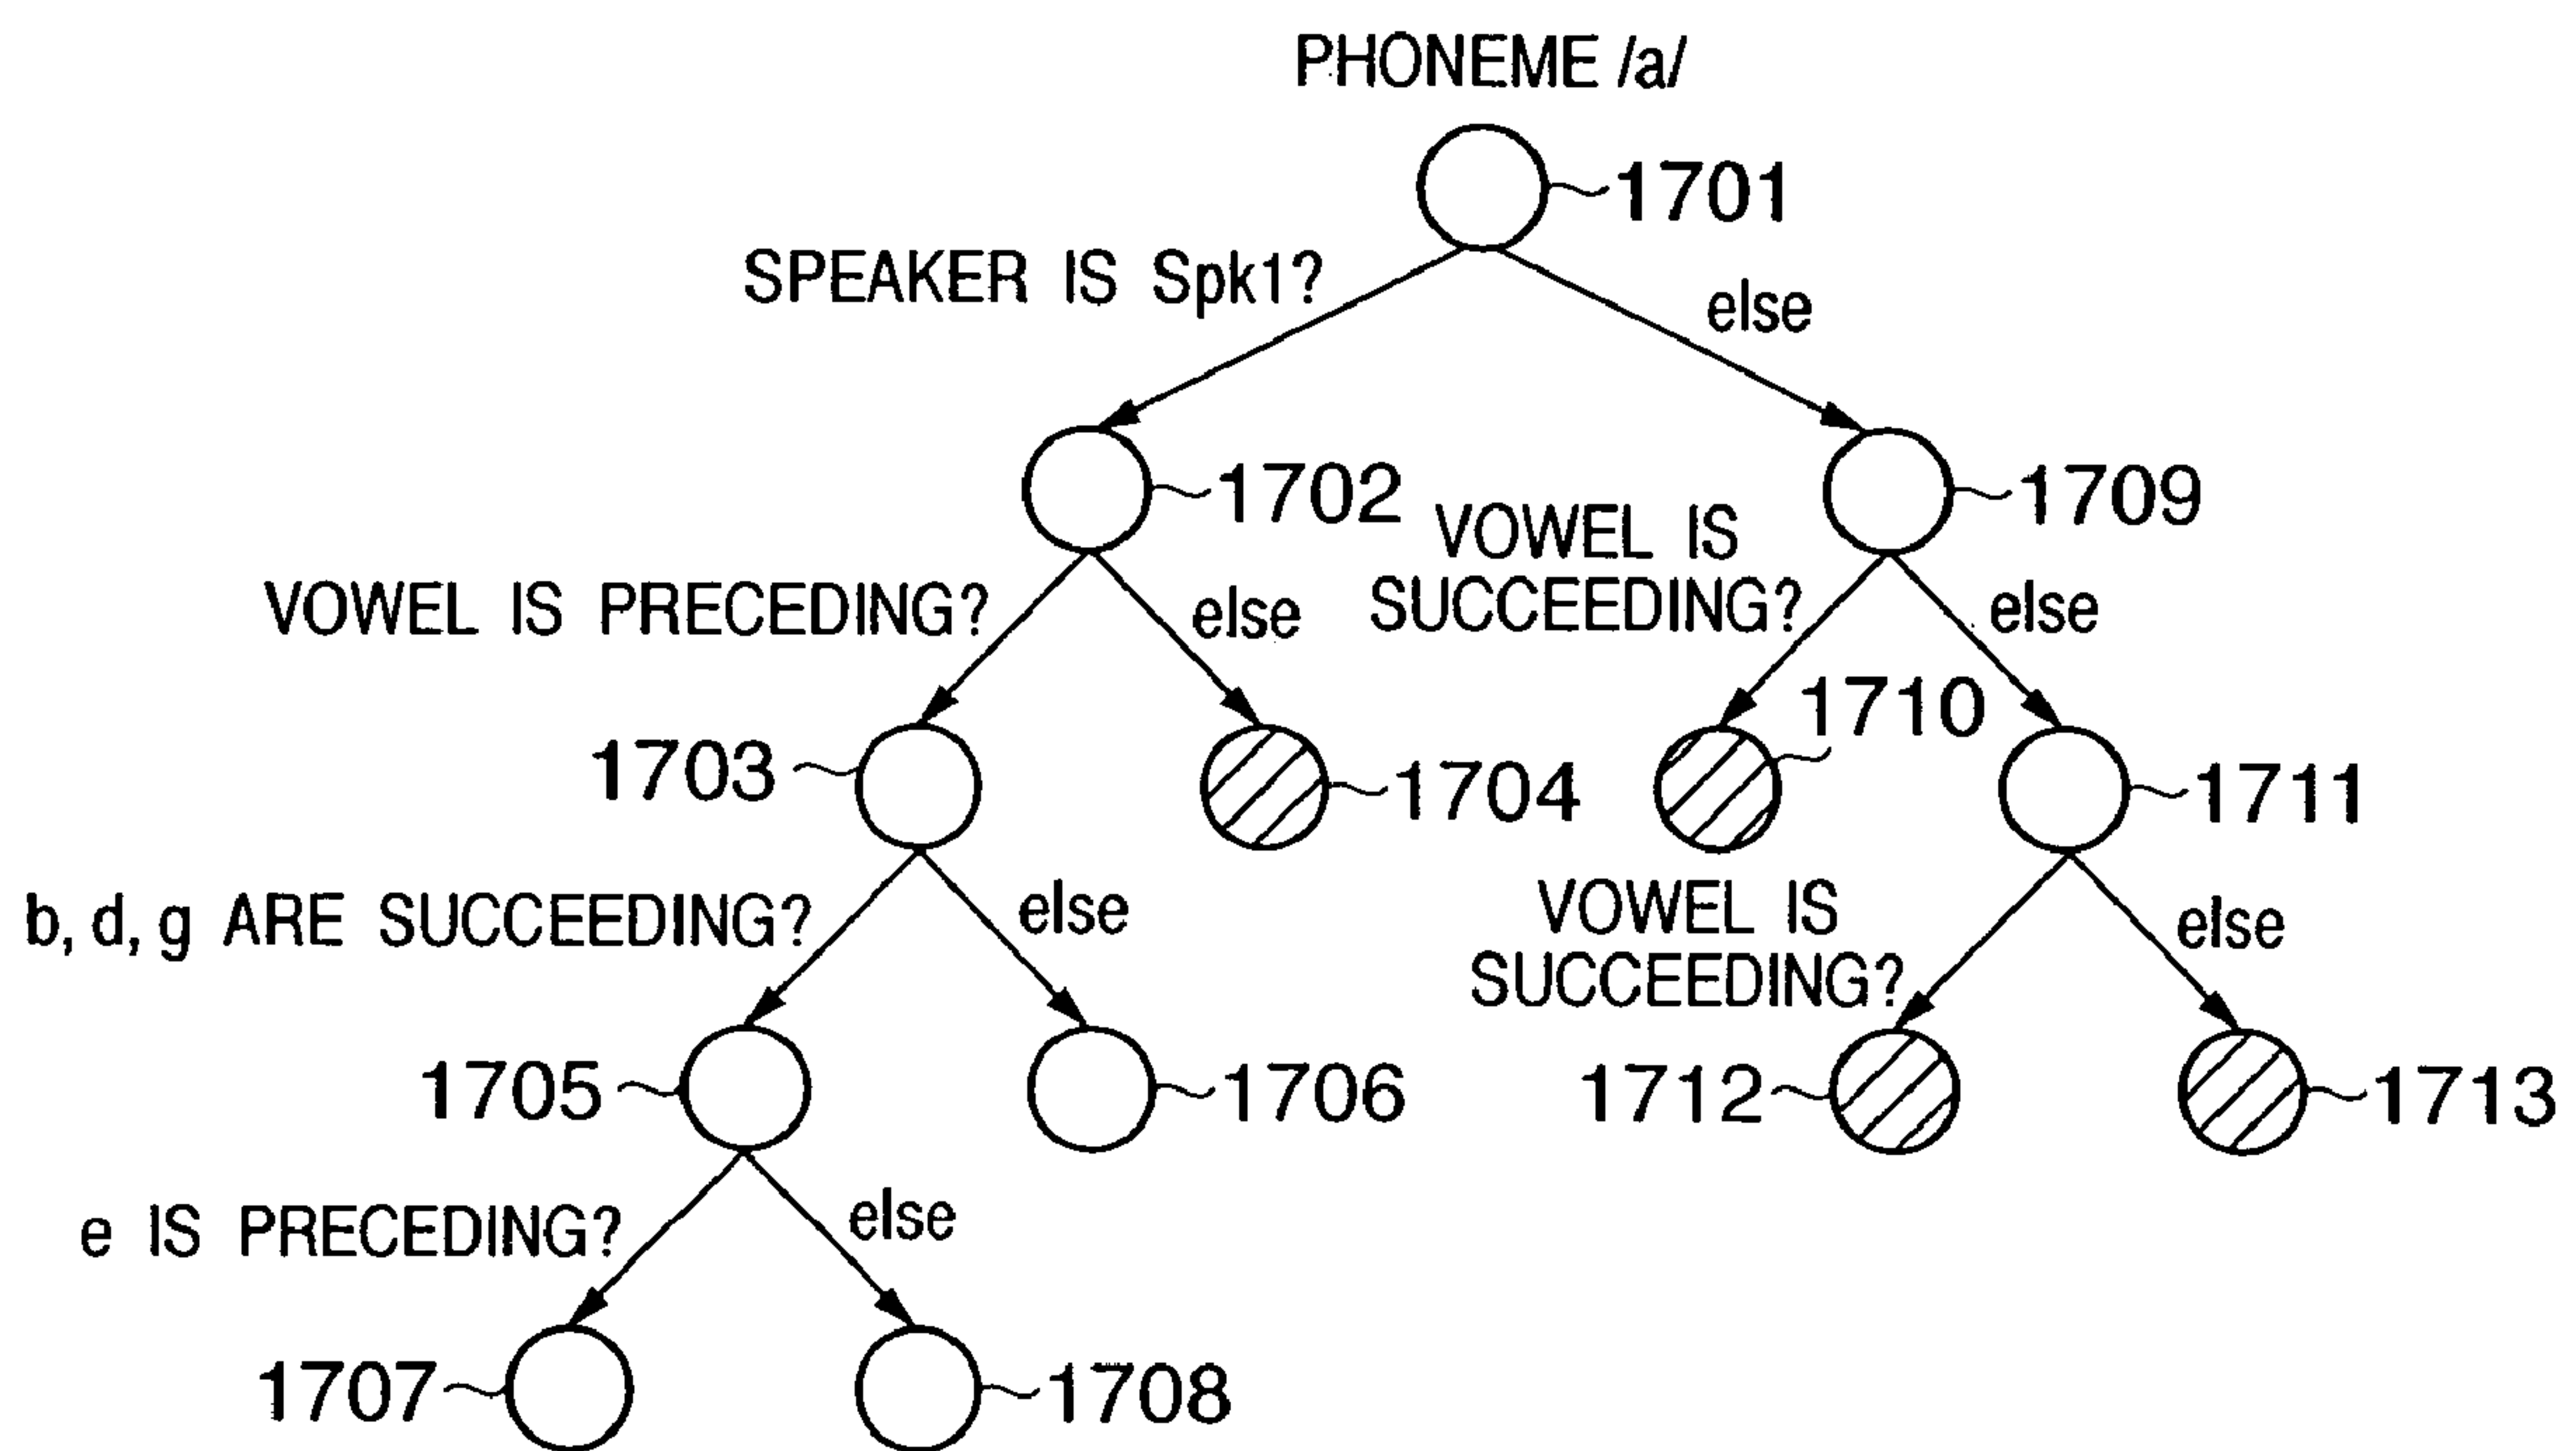 PHONEME /a/
1701
SPEAKER IS Spk1?
else
1702
1709
VOWEL IS PRECEDING?
else
VOWEL IS
SUCCEEDING?
else
1703
1704
1710
1711
b, d, g ARE SUCCEEDING?
else
VOWEL IS
SUCCEEDING?
else
1705
1706
1712
1713
e IS PRECEDING?
else
1707
1708